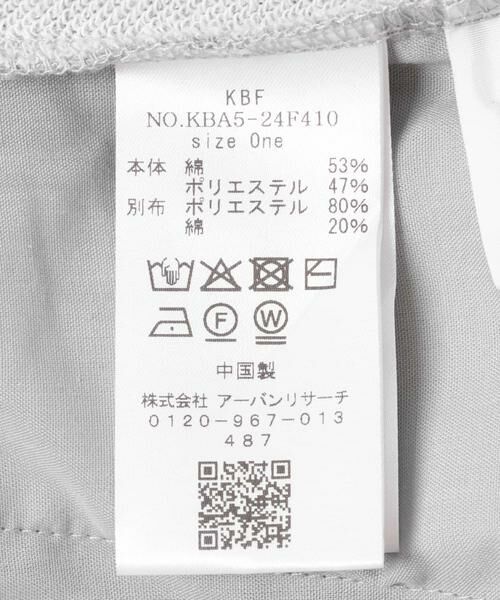 KBF
NO.KBA5-24F410
size One
本体 綿 53%
ポリエステル 47%
別布 ポリエステル 80%
綿 20%
F W
中国製
株式会社 アーバンリサーチ
0120-967-013
487